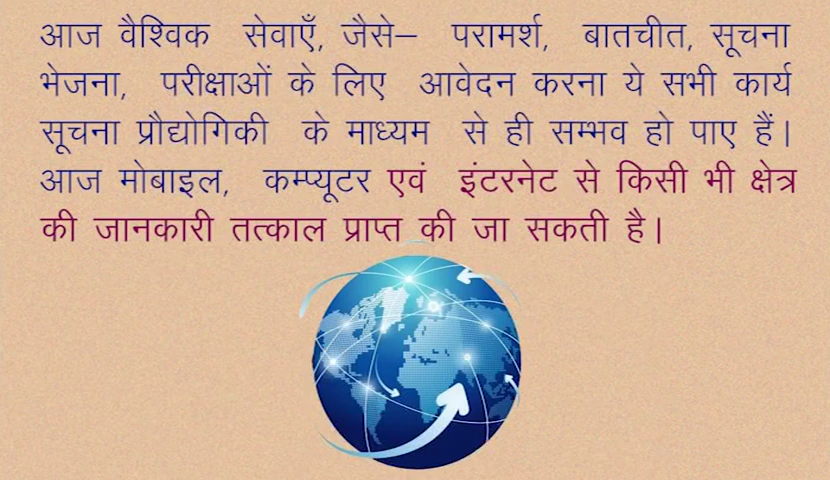 आज वैश्विक सेवाएँ, जैसे– परामर्श, बातचीत, सूचना
भेजना, परीक्षाओं के लिए आवेदन करना ये सभी कार्य
सूचना प्रौद्योगिकी के माध्यम से ही सम्भव हो पाए हैं।
आज मोबाइल, कम्प्यूटर एवं इंटरनेट से किसी भी क्षेत्र
की जानकारी तत्काल प्राप्त की जा सकती है।